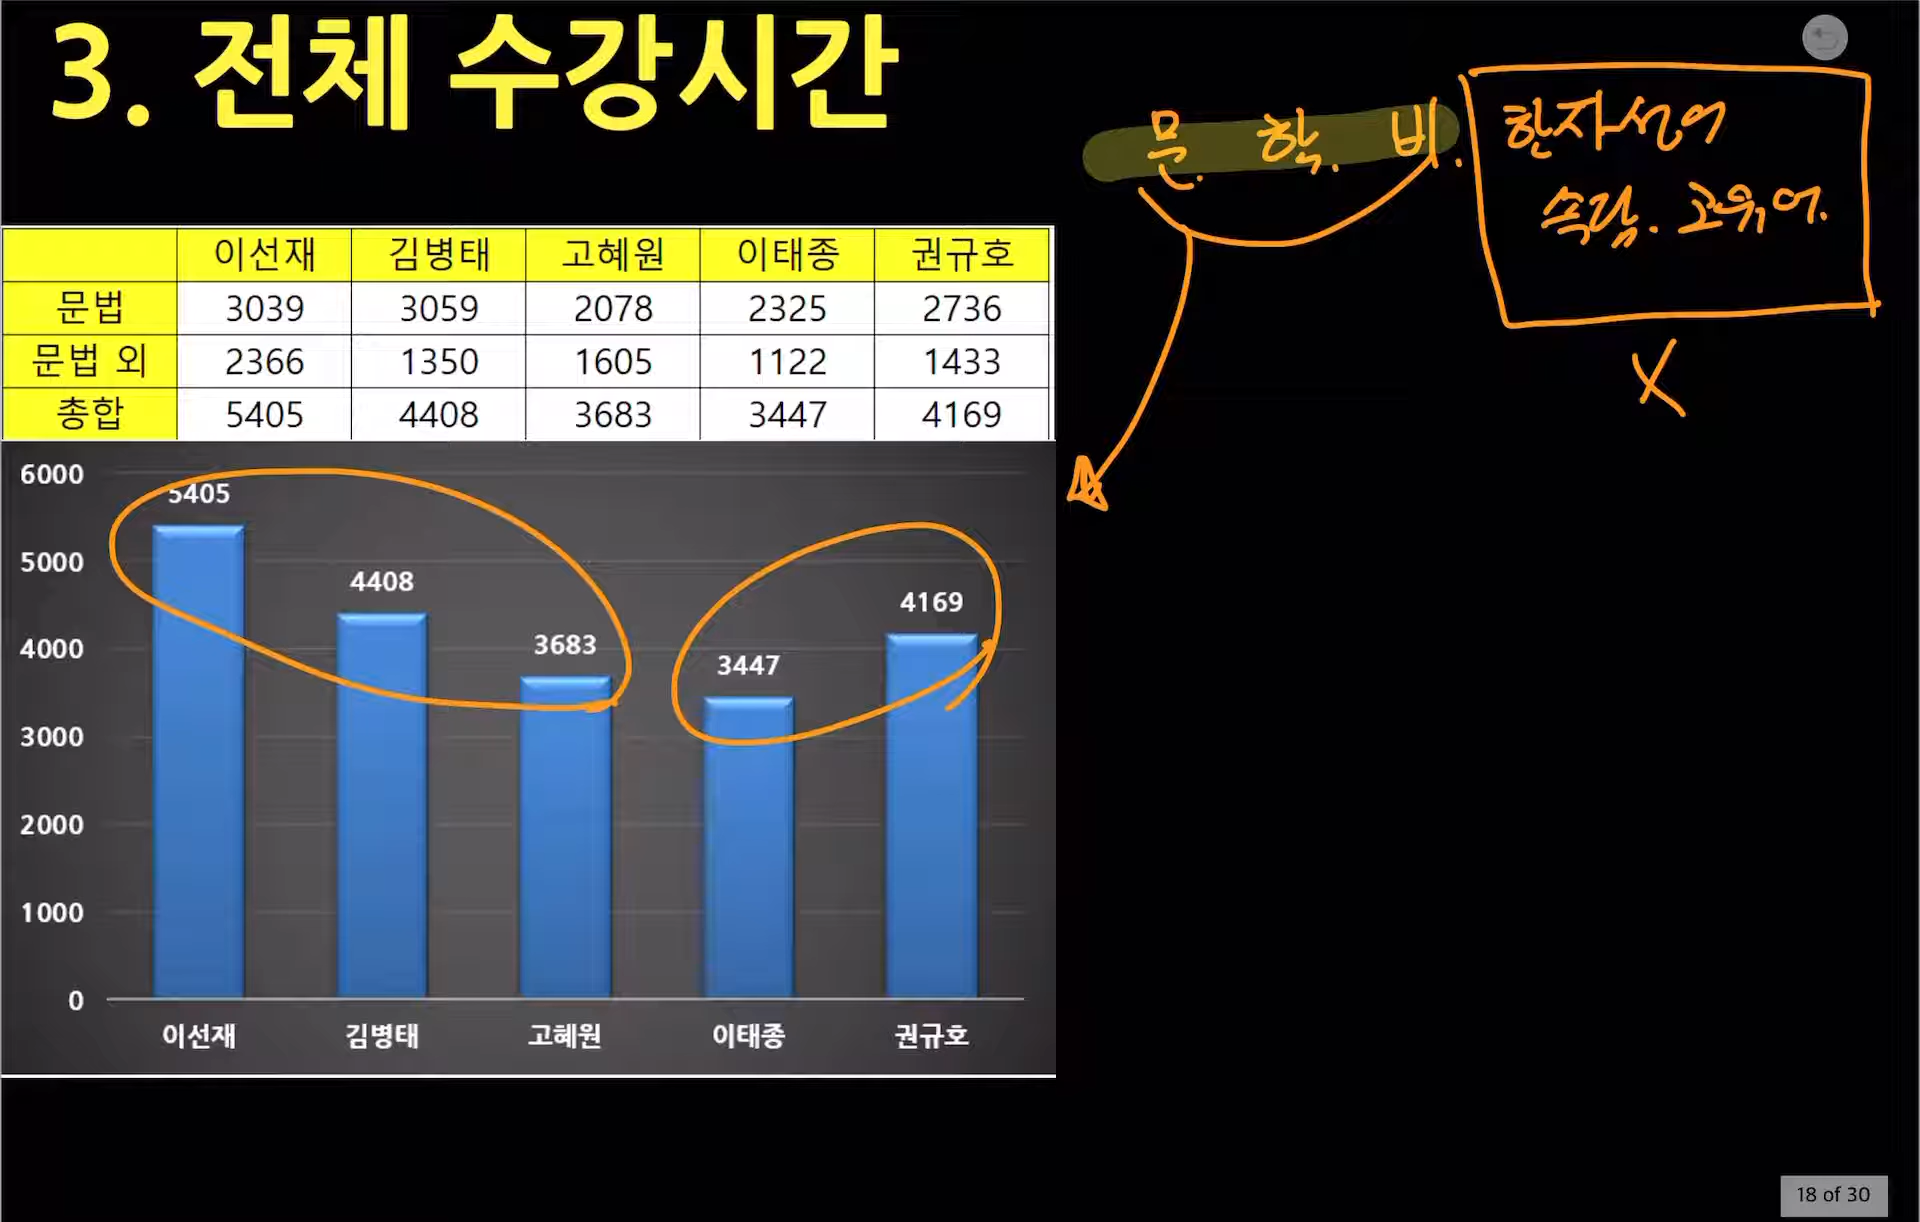 3. 전체 수강시간
문. 학. 비.
한자성어
속담. 고유어.
X
이선재 김병태 고혜원 이태종 권규호
문법 3039 3059 2078 2325 2736
문법 외 2366 1350 1605 1122 1433
총합 5405 4408 3683 3447 4169
6000
5000
4000
3000
2000
1000
0
5405 4408 3683 3447 4169
이선재 김병태 고혜원 이태종 권규호
18 of 30